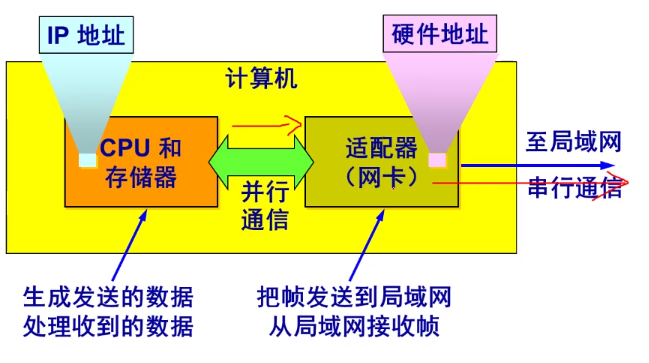 IP 地址
硬件地址
计算机
CPU 和
存储器
适配器
（网卡）
并行
通信
至局域网
串行通信
生成发送的数据
处理收到的数据
把帧发送到局域网
从局域网接收帧